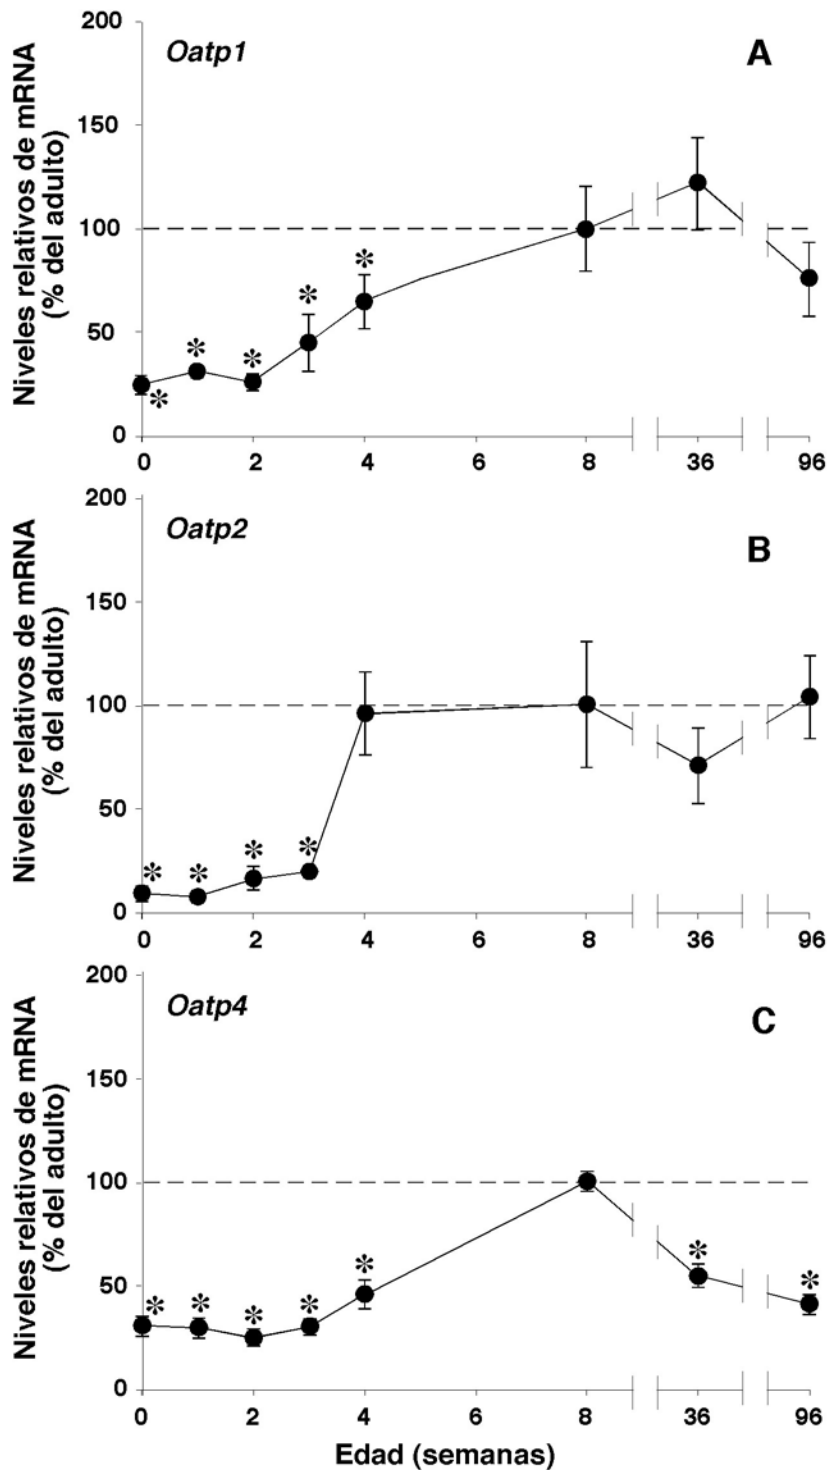 Oatp1
A
Niveles relativos de mRNA
(% del adulto)
200
150
100
50
0
*
*
*
*
*
0 2 4 6 8 36 96
Oatp2
B
Niveles relativos de mRNA
(% del adulto)
200
150
100
50
0
*
*
*
*
0 2 4 6 8 36 96
Oatp4
C
Niveles relativos de mRNA
(% del adulto)
200
150
100
50
0
*
*
*
*
*
*
*
0 2 4 6 8 36 96
Edad (semanas)